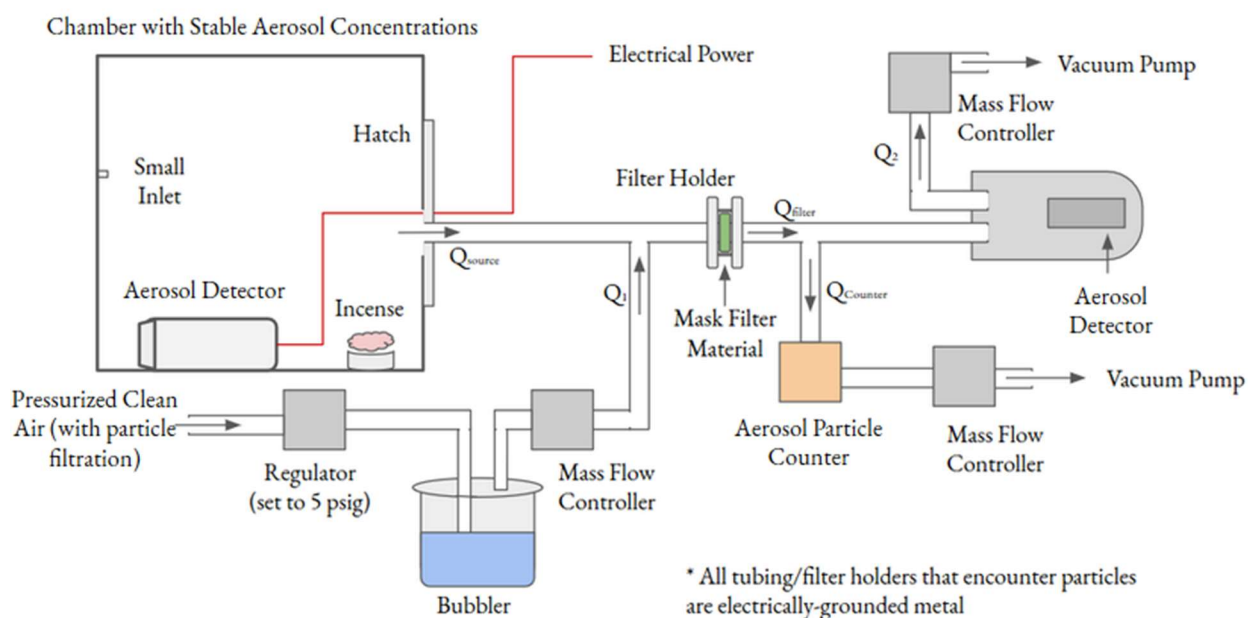 Chamber with Stable Aerosol Concentrations
Electrical Power
Vacuum Pump
Mass Flow
Controller
Hatch
Small
Inlet
Q₂
Filter Holder
Qfilter
Qsource
Aerosol Detector
Incense
Q₁
QCounter
Mask Filter
Material
Aerosol
Detector
Pressurized Clean
Air (with particle
filtration)
Regulator
(set to 5 psig)
Mass Flow
Controller
Aerosol Particle
Counter
Mass Flow
Controller
Vacuum Pump
Bubbler
* All tubing/filter holders that encounter particles
are electrically-grounded metal